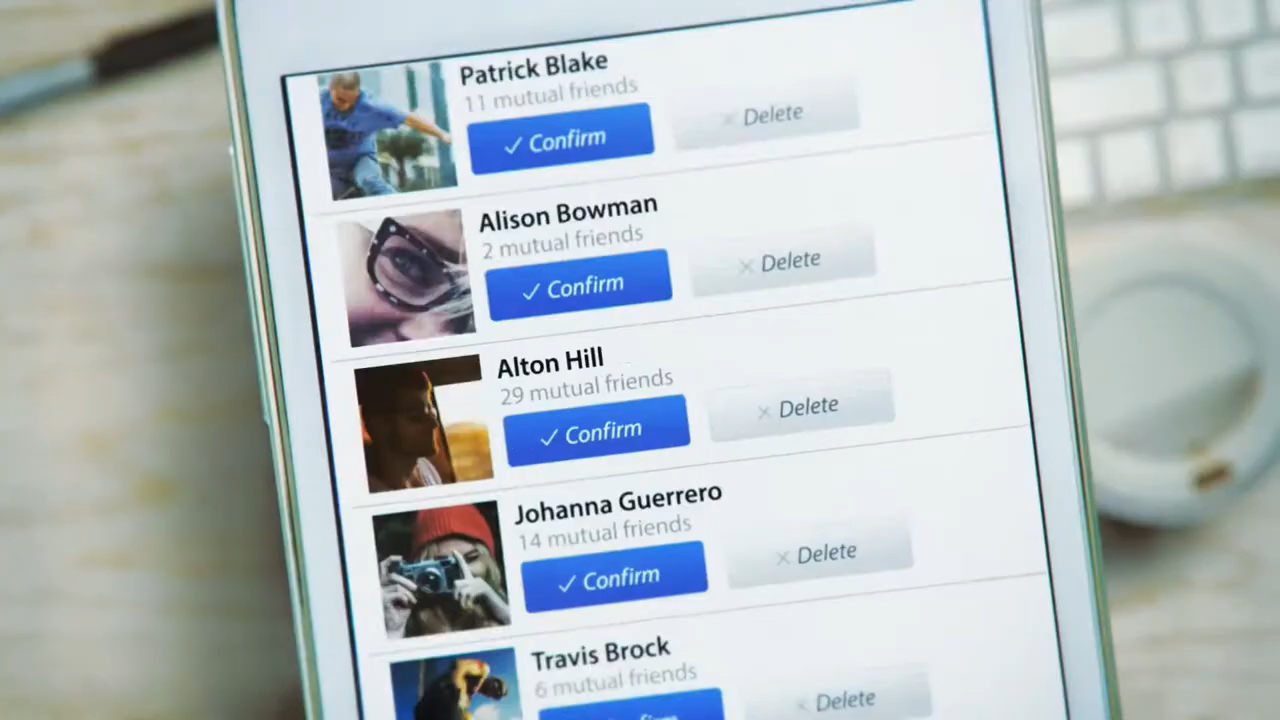 Patrick Blake
11 mutual friends
✓ Confirm
× Delete
Alison Bowman
2 mutual friends
✓ Confirm
× Delete
Alton Hill
29 mutual friends
✓ Confirm
× Delete
Johanna Guerrero
14 mutual friends
✓ Confirm
× Delete
Travis Brock
6 mutual friends
× Delete